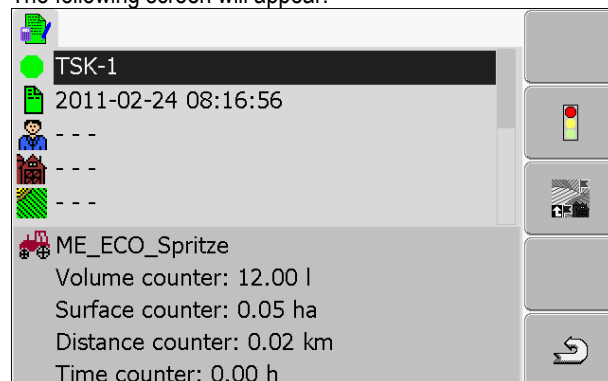 The following screen will appear:
TSK-1
2011-02-24 08:16:56
- - -
- - -
- - -
ME_ECO_Spritze
Volume counter: 12.00 l
Surface counter: 0.05 ha
Distance counter: 0.02 km
Time counter: 0.00 h